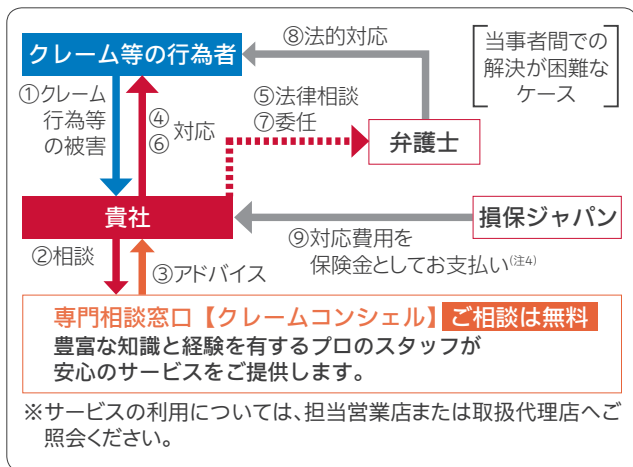 ⑧法的対応
クレーム等の行為者
当事者間での
解決が困難な
ケース
①クレーム
行為等
の被害
④
⑥
対応
⑤法律相談
⑦委任
弁護士
貴社
損保ジャパン
②相談
③アドバイス
⑨対応費用を
保険金としてお支払い(注4)
専門相談窓口【クレームコンシェル】 ご相談は無料
豊富な知識と経験を有するプロのスタッフが
安心のサービスをご提供します。
※サービスの利用については、担当営業店または取扱代理店へご
照会ください。